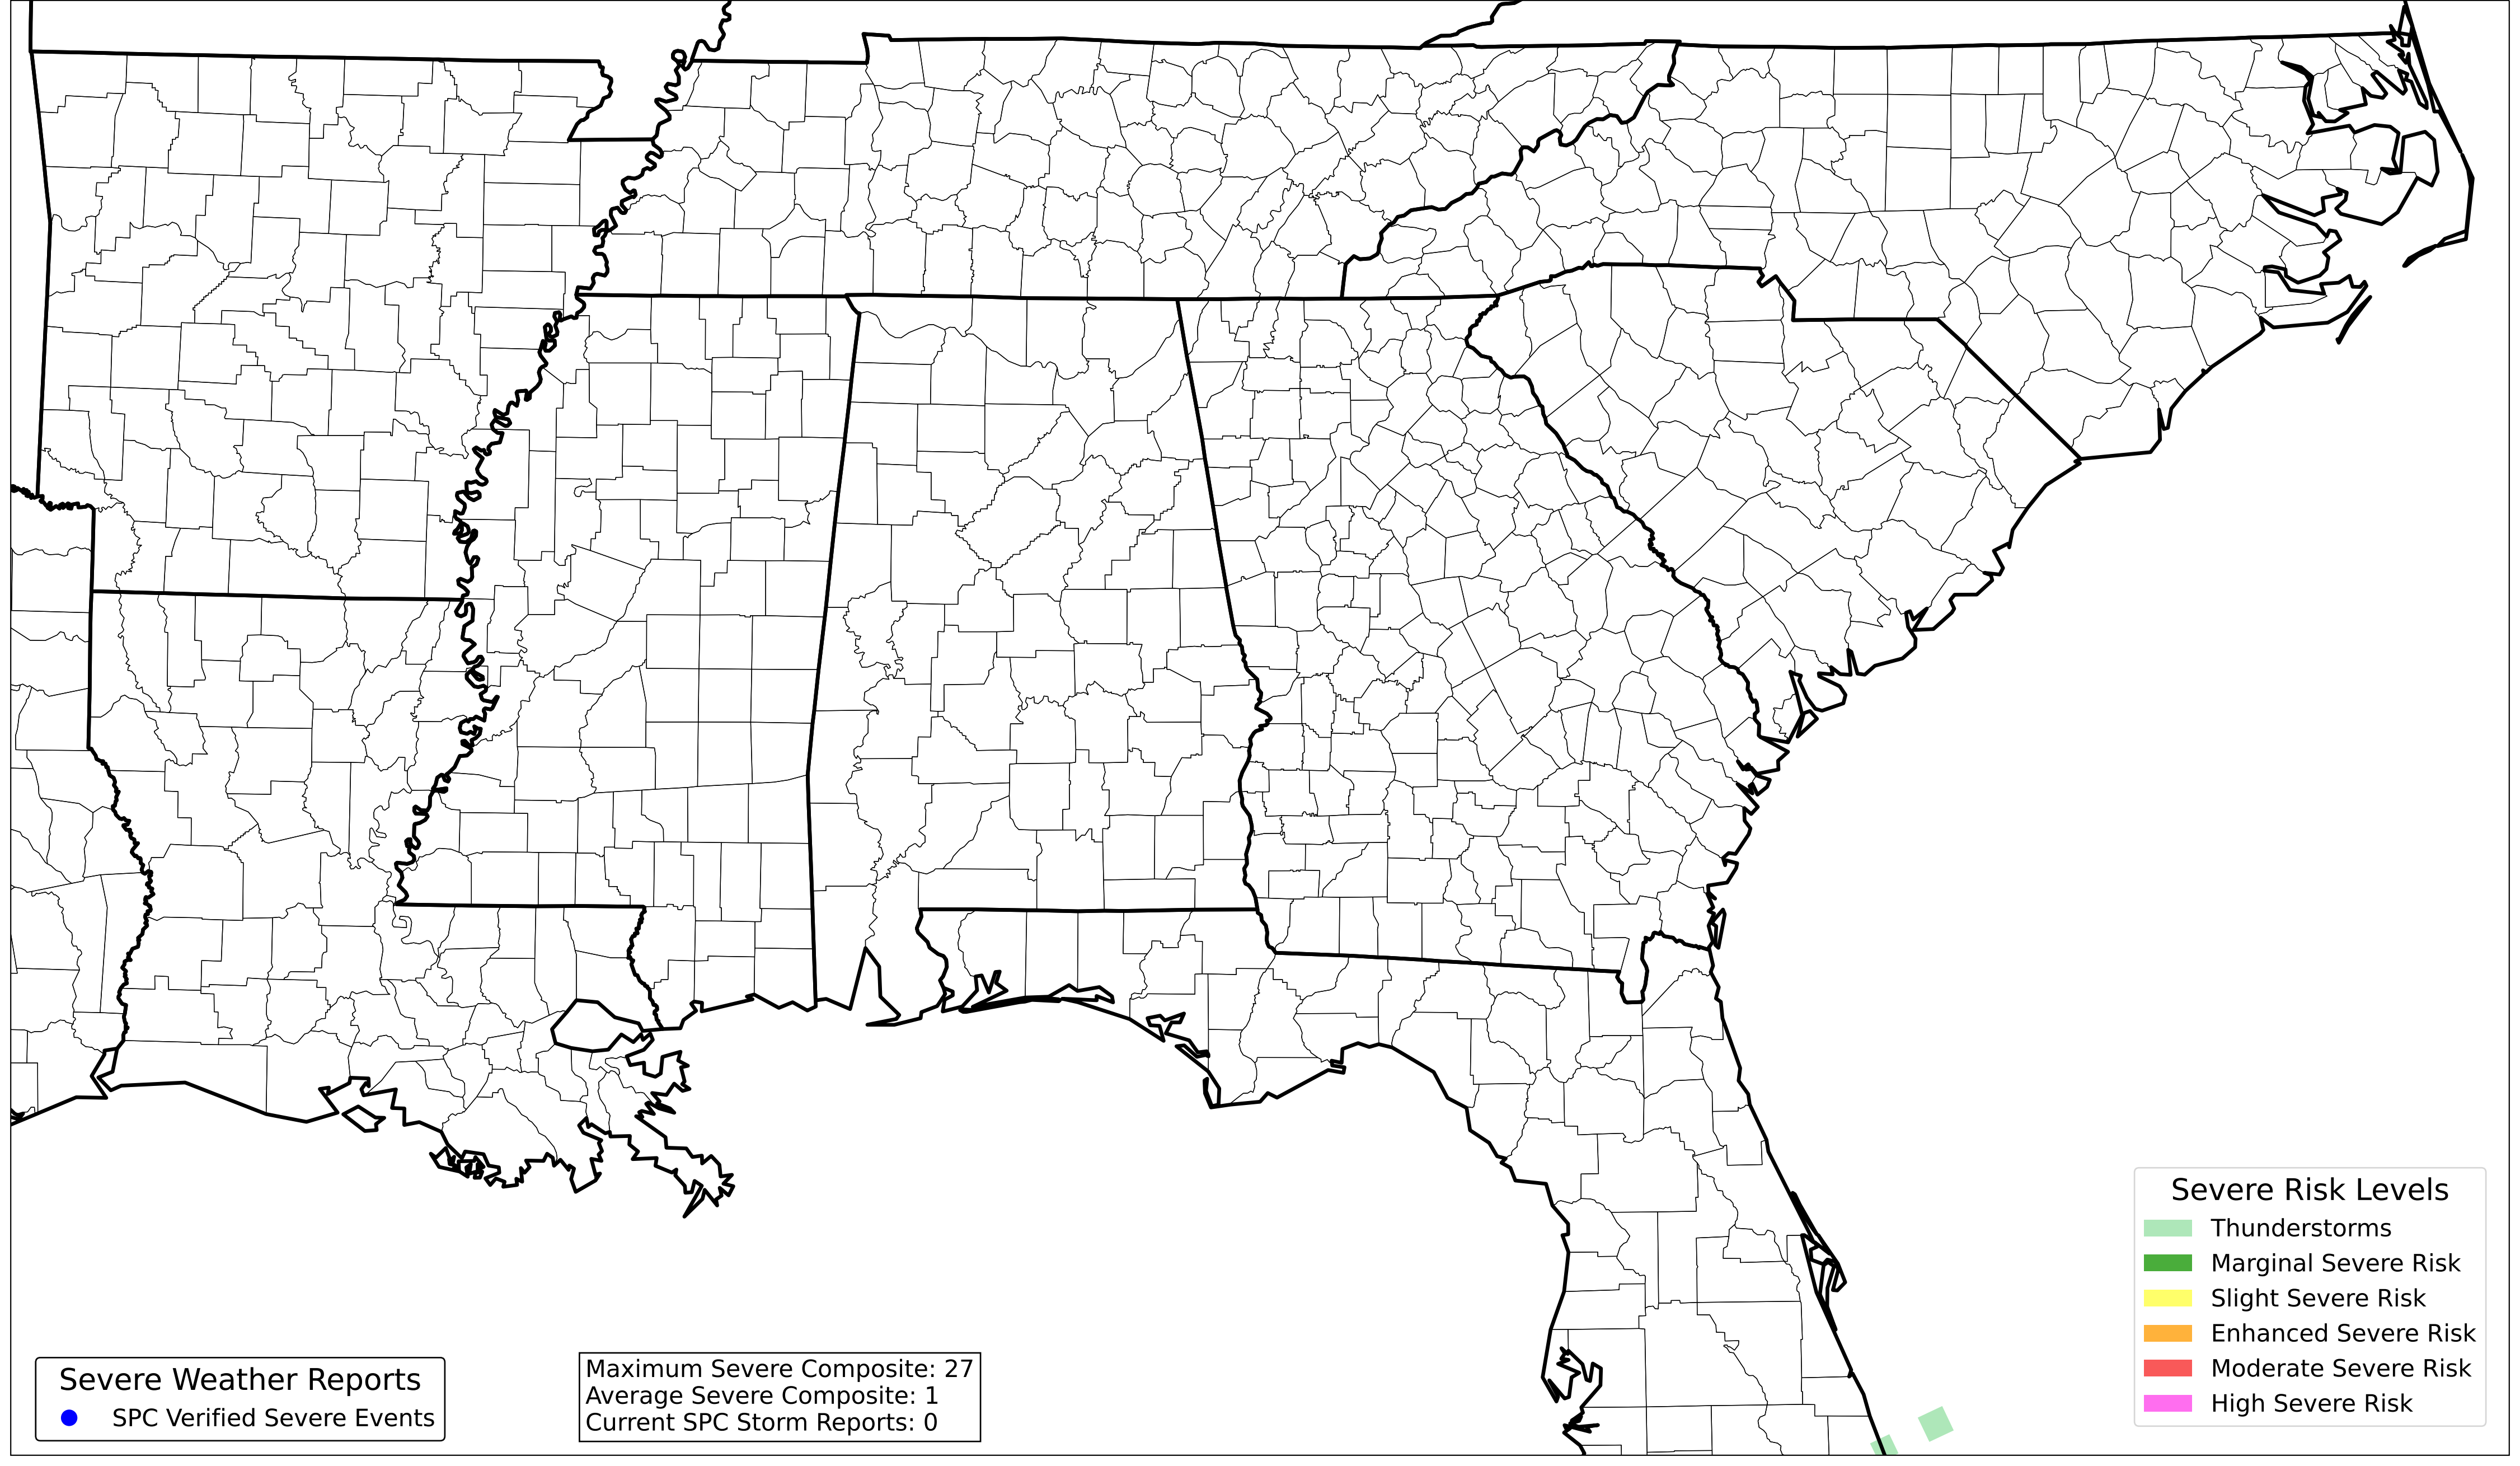 Severe Weather Reports
SPC Verified Severe Events
Maximum Severe Composite: 27
Average Severe Composite: 1
Current SPC Storm Reports: 0
Severe Risk Levels
Thunderstorms
Marginal Severe Risk
Slight Severe Risk
Enhanced Severe Risk
Moderate Severe Risk
High Severe Risk